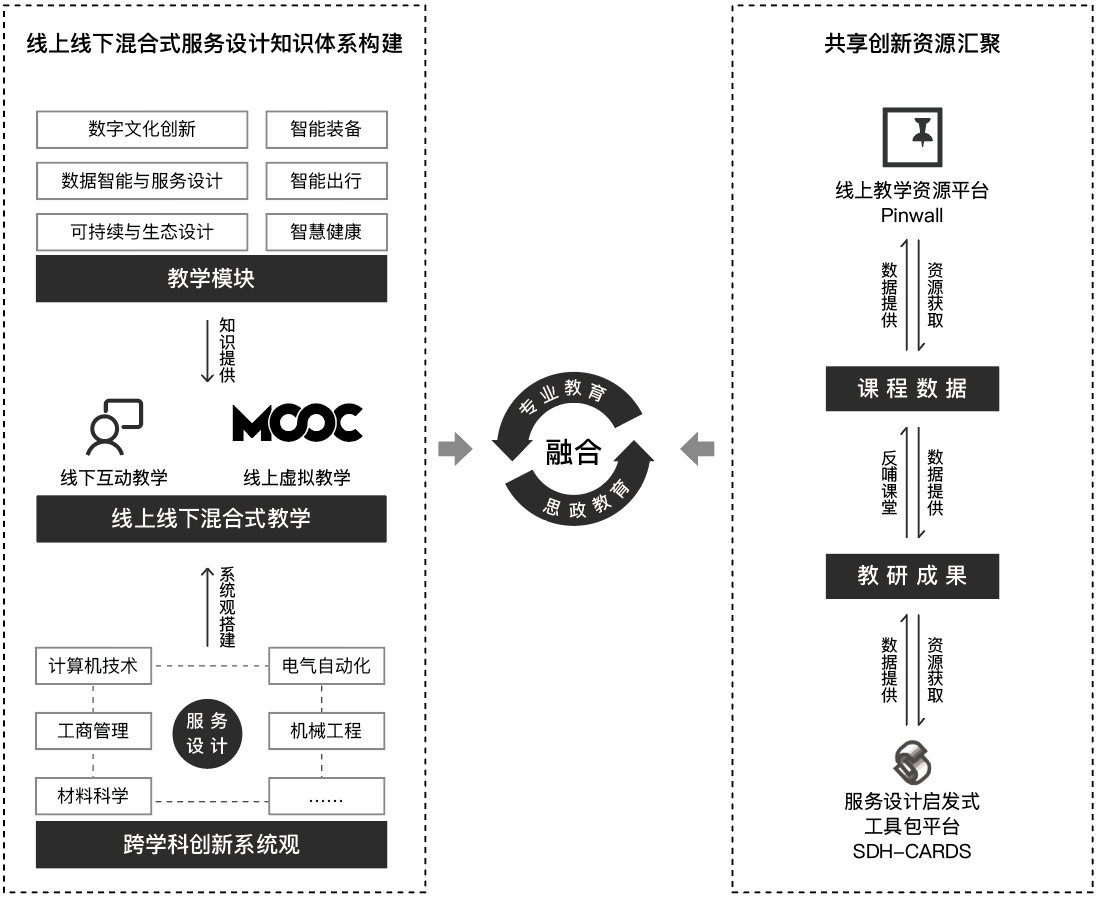 线上线下混合式服务设计知识体系构建
数字文化创新
智能装备
数据智能与服务设计
智能出行
可持续与生态设计
智慧健康
教学模块
知识提供
MOOC
线下互动教学
线上虚拟教学
线上线下混合式教学
系统观搭建
计算机技术
电气自动化
工商管理
服务
设计
机械工程
材料科学
……
跨学科创新系统观
专业教育
融合
思政教育
共享创新资源汇聚
线上教学资源平台
Pinwall
数据提供
资源获取
课程数据
反哺课堂
数据提供
教研成果
数据提供
资源获取
服务设计启发式
工具包平台
SDH-CARDS